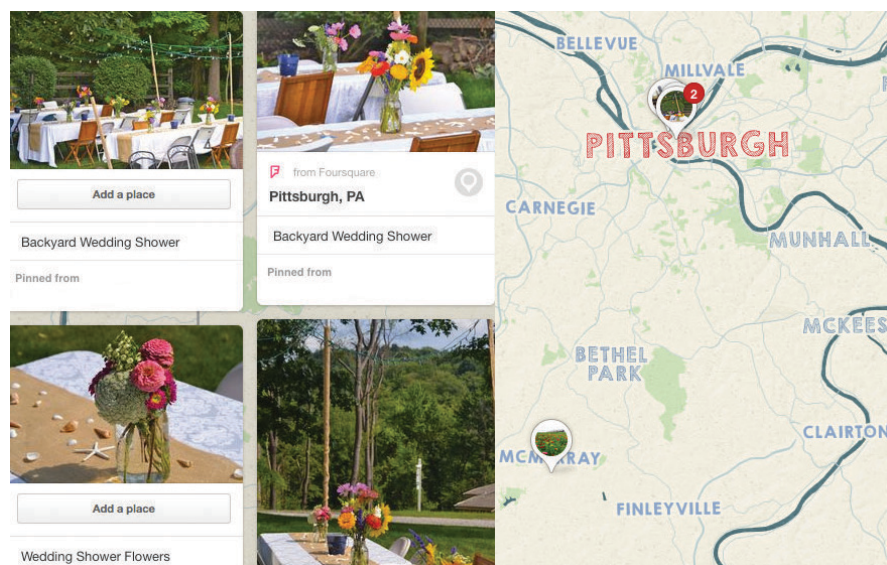 Add a place
Backyard Wedding Shower
Pinned from
from Foursquare
Pittsburgh, PA
Backyard Wedding Shower
Pinned from
Add a place
Wedding Shower Flowers
BELLEVUE
MILLVALE
2
PITTSBURGH
CARNEGIE
MUNHALL
MCKEES
BETHEL
PARK
CLAIRTON
FINLEYVILLE